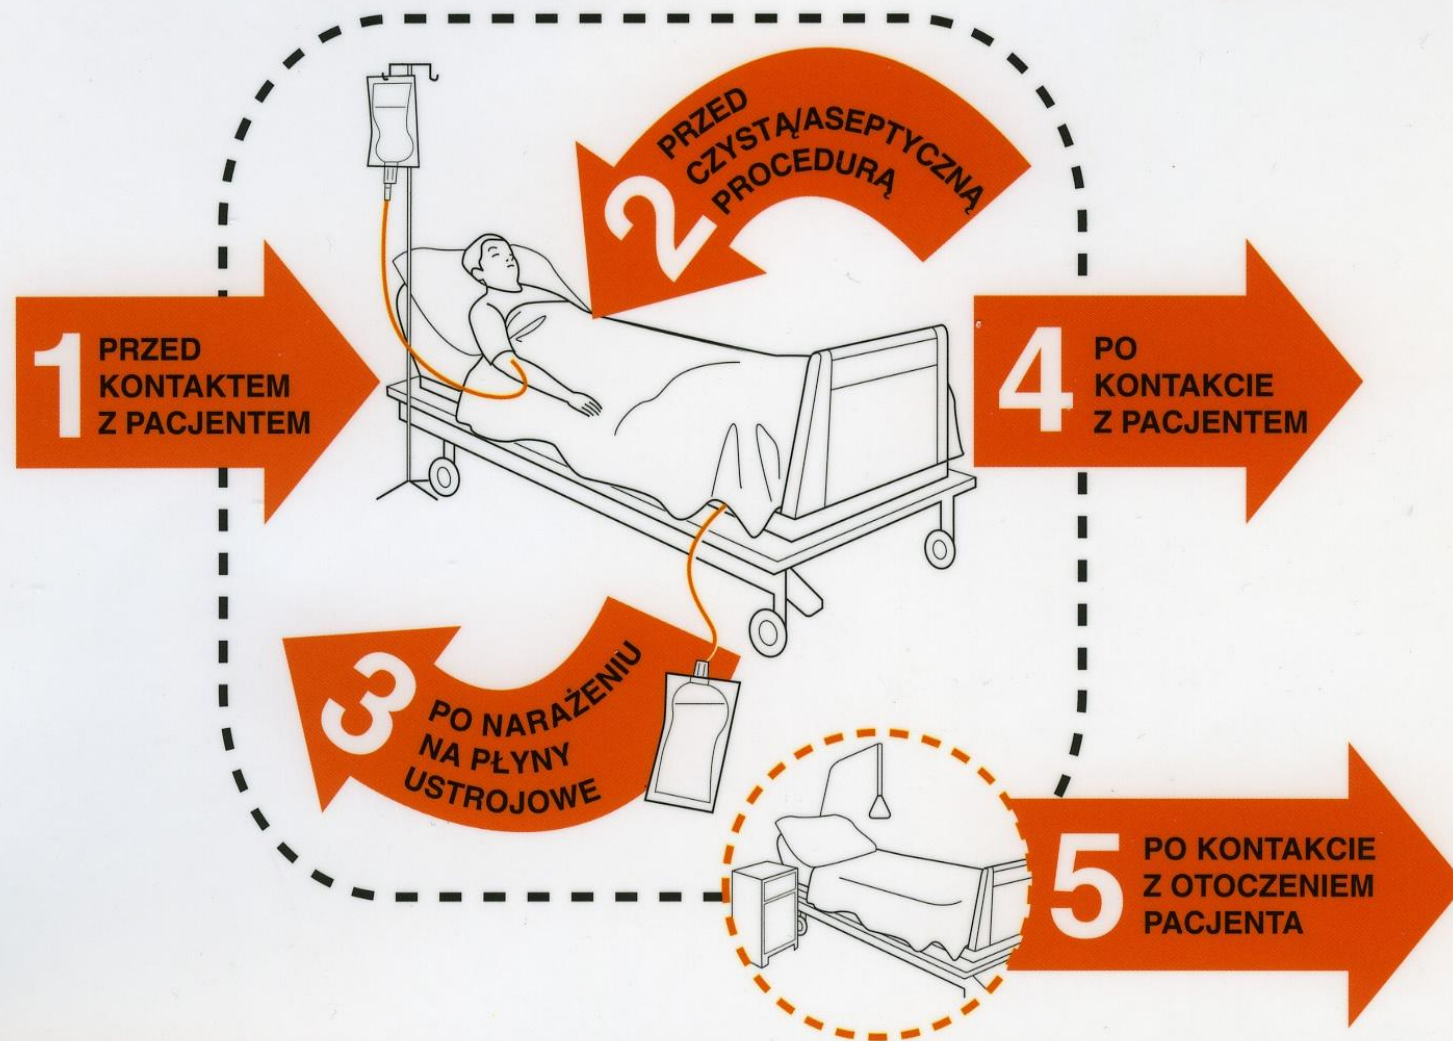 1
PRZED
KONTAKTEM
Z PACJENTEM
2
PRZED
CZYSTĄ/ASEPTYCZNĄ
PROCEDURĄ
3
PO NARAŻENIU
NA PŁYNY
USTROJOWE
4
PO
KONTAKCIE
Z PACJENTEM
5
PO KONTAKCIE
Z OTOCZENIEM
PACJENTA